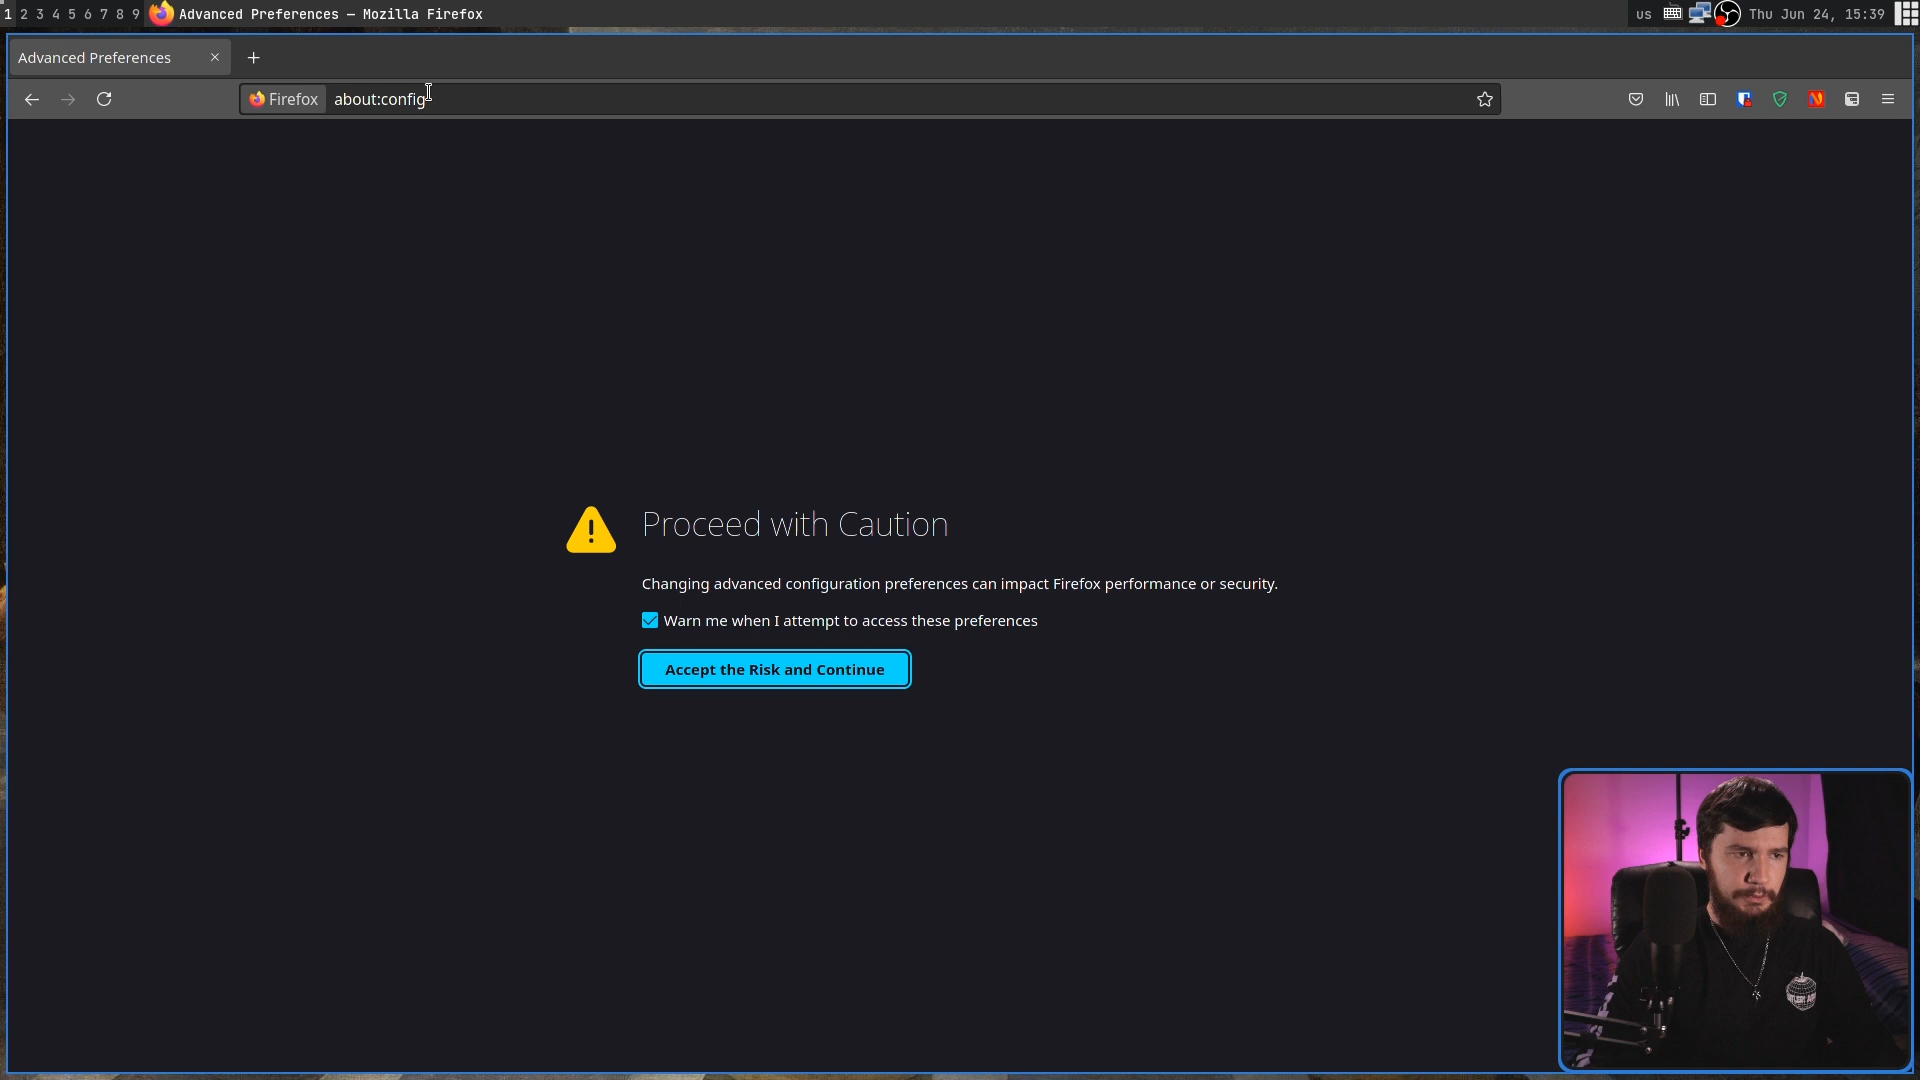 1 2 3 4 5 6 7 8 9 Advanced Preferences — Mozilla Firefox us Thu Jun 24, 15:39
Advanced Preferences
Firefox about:config
Proceed with Caution
Changing advanced configuration preferences can impact Firefox performance or security.
Warn me when I attempt to access these preferences
Accept the Risk and Continue